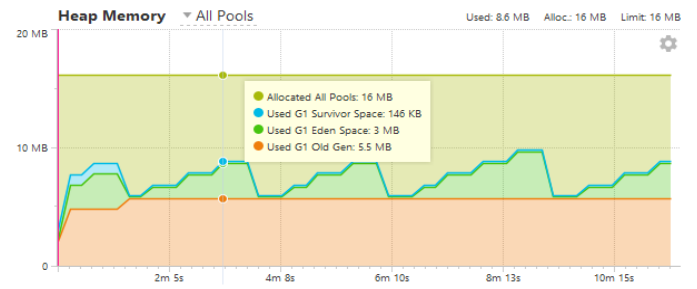 Heap Memory All Pools Used: 8.6 MB Alloc.: 16 MB Limit: 16 MB
20 MB
Allocated All Pools: 16 MB
Used G1 Survivor Space: 146 KB
Used G1 Eden Space: 3 MB
Used G1 Old Gen: 5.5 MB
10 MB
0
2m 5s 4m 8s 6m 10s 8m 13s 10m 15s